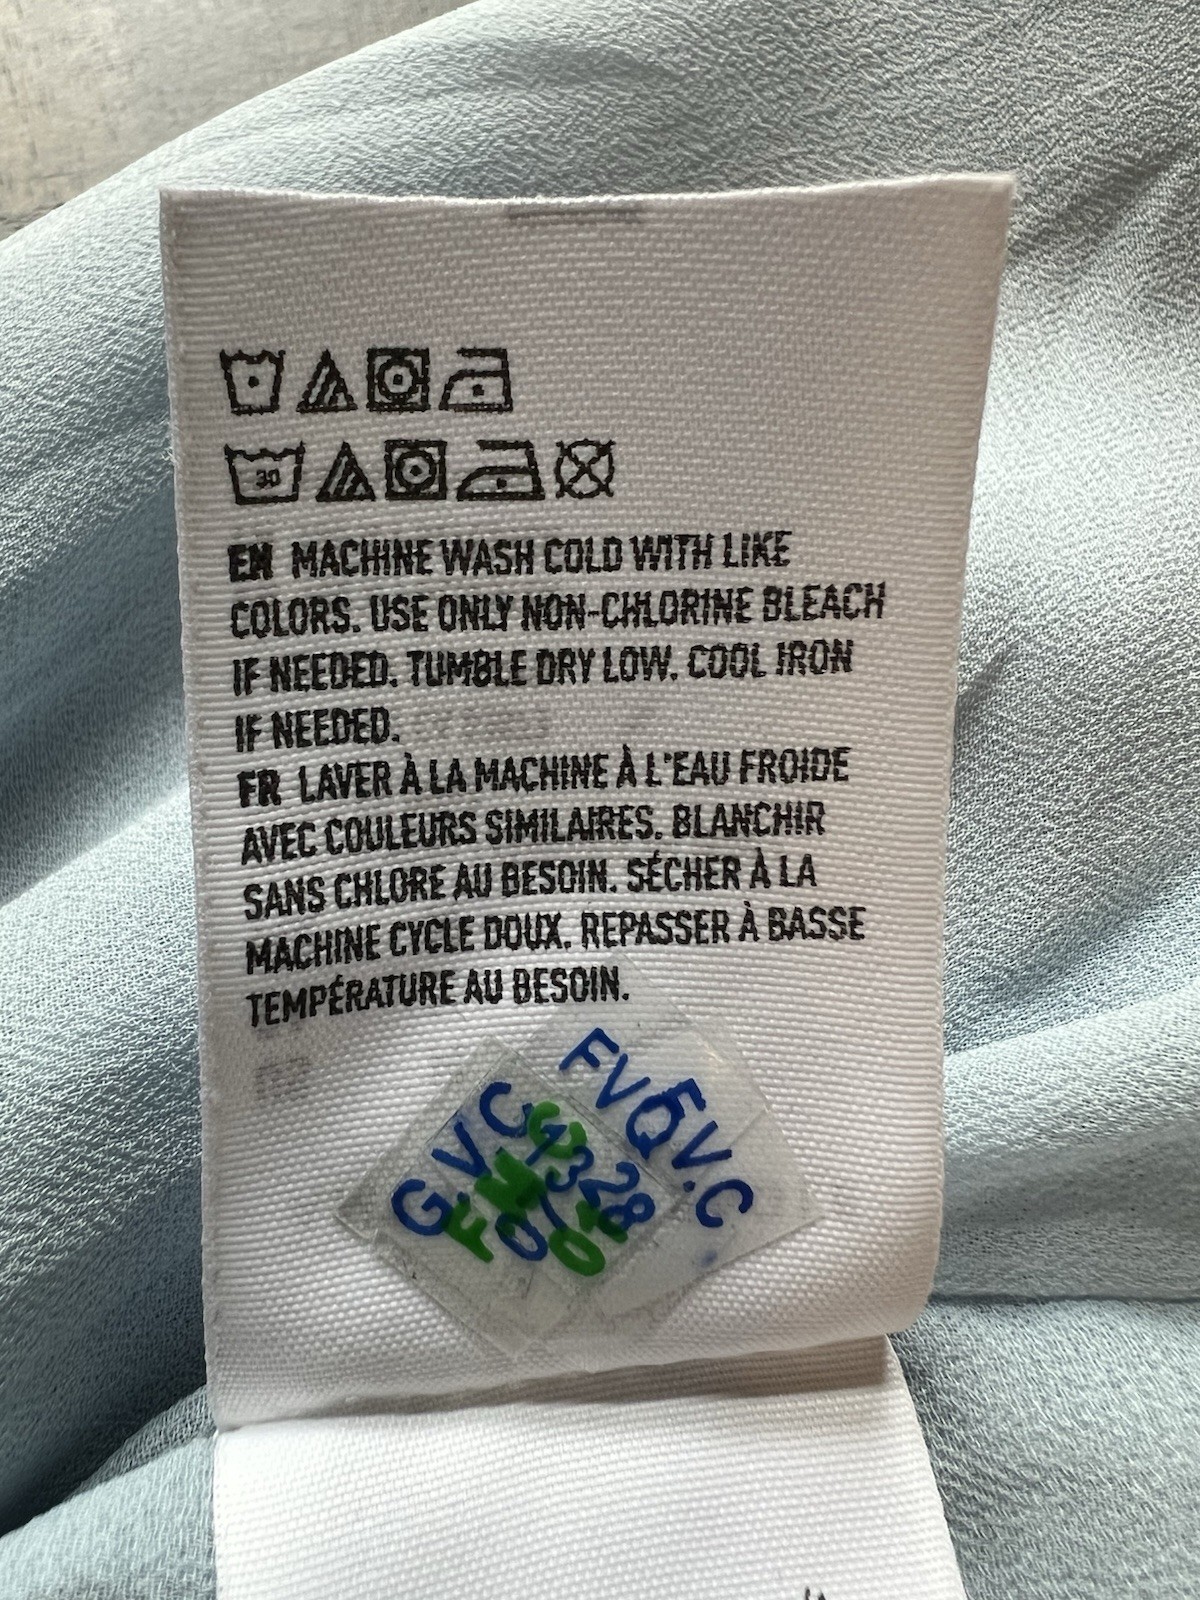 30
EN MACHINE WASH COLD WITH LIKE
COLORS. USE ONLY NON-CHLORINE BLEACH
IF NEEDED. TUMBLE DRY LOW. COOL IRON
IF NEEDED.
FR LAVER À LA MACHINE À L'EAU FROIDE
AVEC COULEURS SIMILAIRES. BLANCHIR
SANS CHLORE AU BESOIN. SÉCHER À LA
MACHINE CYCLE DOUX. REPASSER À BASSE
TEMPÉRATURE AU BESOIN.
FVQ